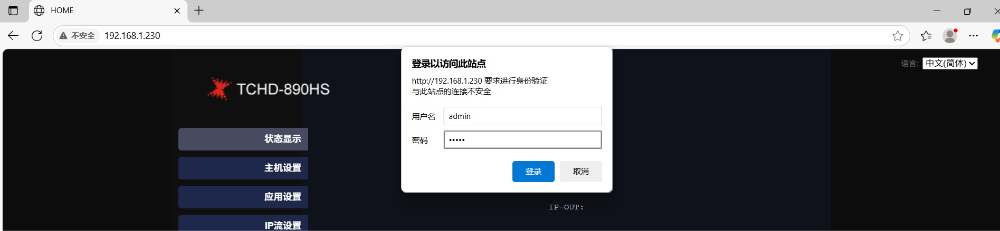 HOME
不安全 192.168.1.230
语言: 中文(简体)
TCHD-890HS
状态显示
主机设置
应用设置
IP流设置
登录以访问此站点
http://192.168.1.230 要求进行身份验证
与此站点的连接不安全
用户名 admin
密码 •••••
登录 取消
IP-OUT: